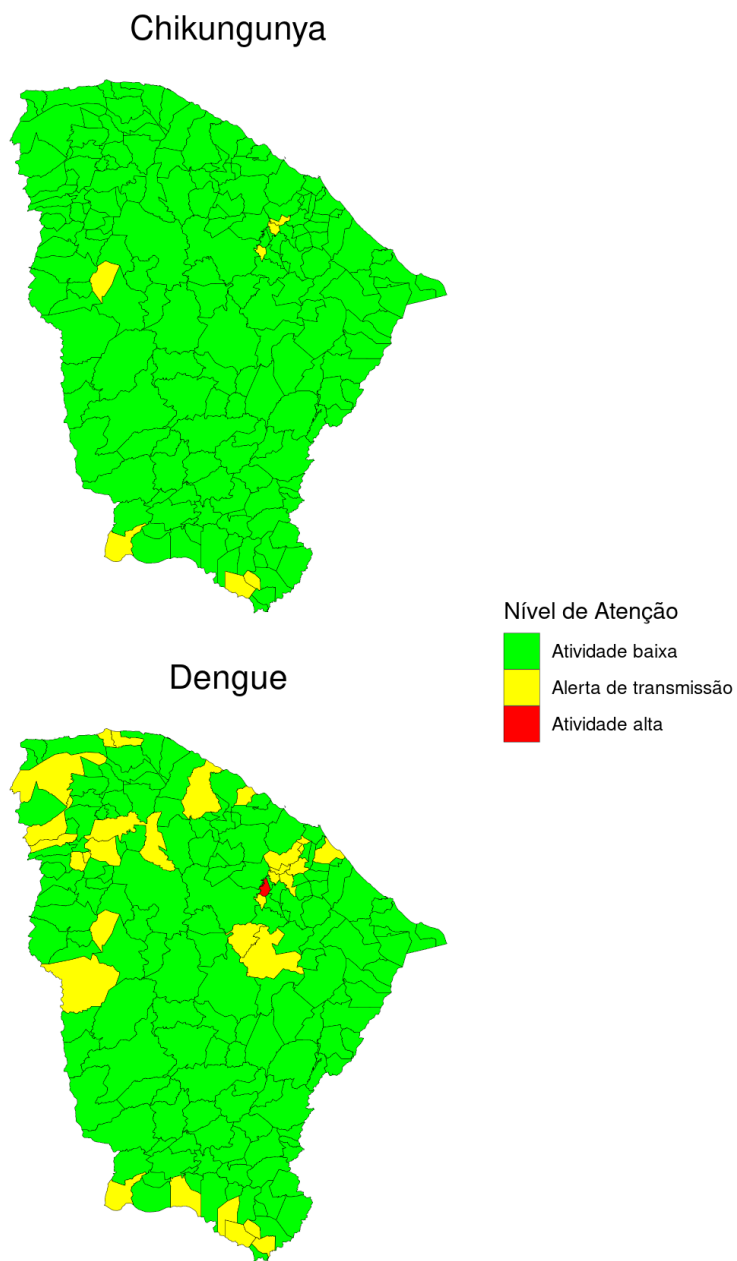 Chikungunya
Nível de Atenção
Atividade baixa
Dengue
Alerta de transmissão
Atividade alta